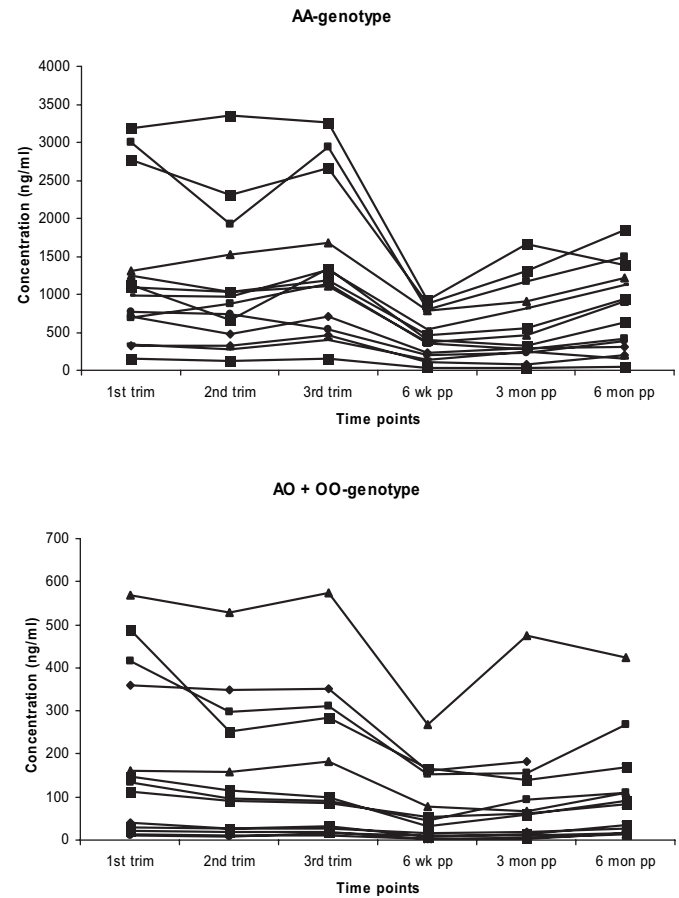 AA-genotype
4000
3500
3000
2500
2000
1500
1000
500
0
Concentration (ng/ml)
1st trim 2nd trim 3rd trim 6 wk pp 3 mon pp 6 mon pp
Time points
AO + OO-genotype
700
600
500
400
300
200
100
0
Concentration (ng/ml)
1st trim 2nd trim 3rd trim 6 wk pp 3 mon pp 6 mon pp
Time points